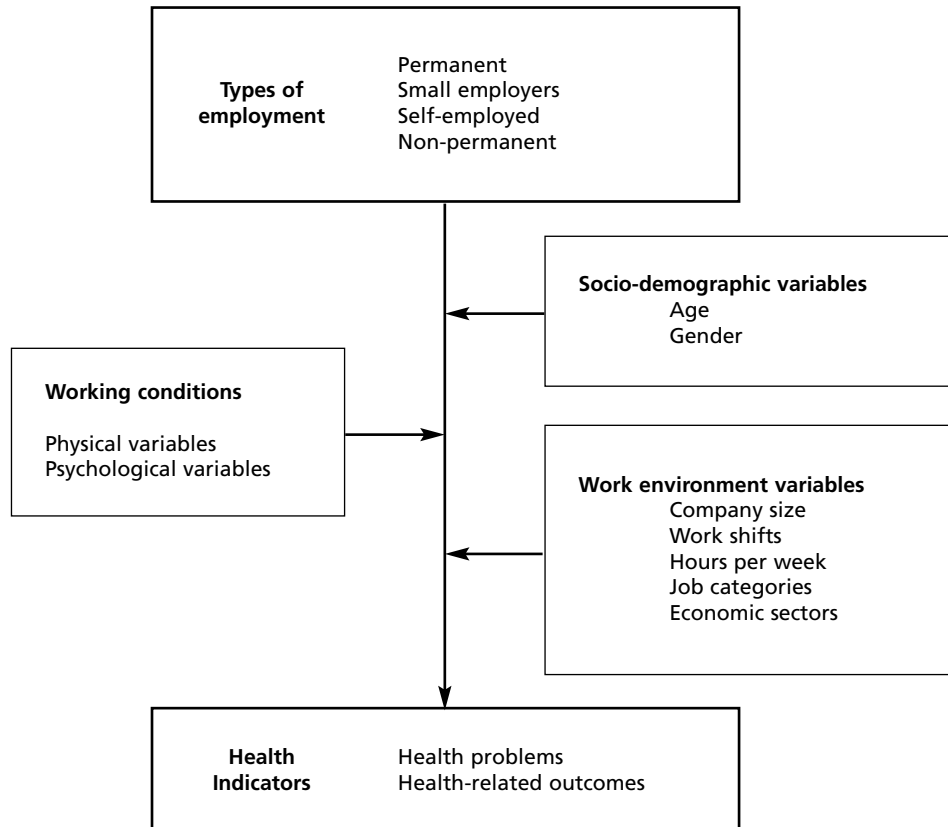 Types of
employment
Permanent
Small employers
Self-employed
Non-permanent
Socio-demographic variables
Age
Gender
Working conditions
Physical variables
Psychological variables
Work environment variables
Company size
Work shifts
Hours per week
Job categories
Economic sectors
Health
Indicators
Health problems
Health-related outcomes